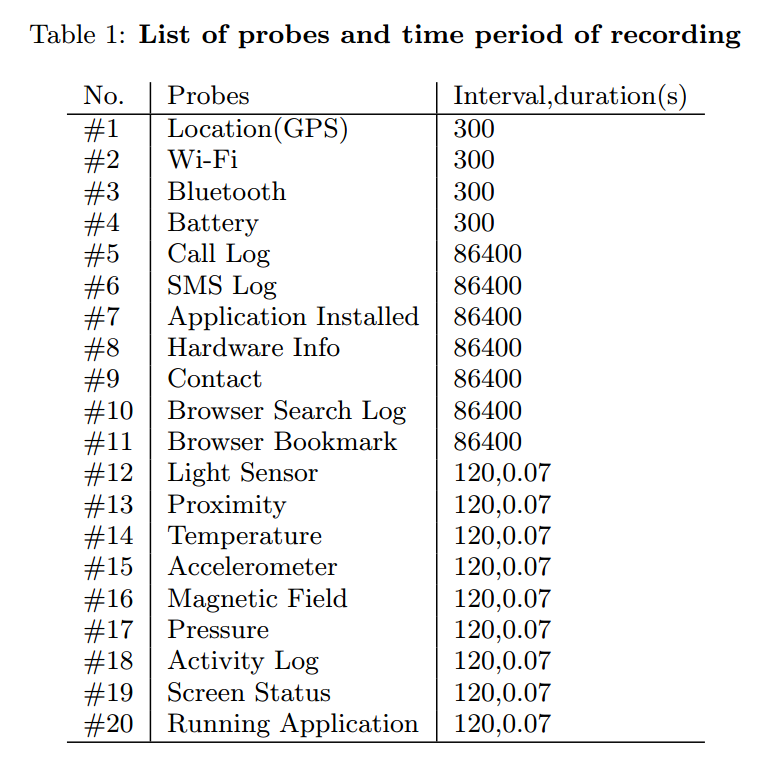 Table 1: List of probes and time period of recording
No. Probes Interval,duration(s)
#1 Location(GPS) 300
#2 Wi-Fi 300
#3 Bluetooth 300
#4 Battery 300
#5 Call Log 86400
#6 SMS Log 86400
#7 Application Installed 86400
#8 Hardware Info 86400
#9 Contact 86400
#10 Browser Search Log 86400
#11 Browser Bookmark 86400
#12 Light Sensor 120,0.07
#13 Proximity 120,0.07
#14 Temperature 120,0.07
#15 Accelerometer 120,0.07
#16 Magnetic Field 120,0.07
#17 Pressure 120,0.07
#18 Activity Log 120,0.07
#19 Screen Status 120,0.07
#20 Running Application 120,0.07